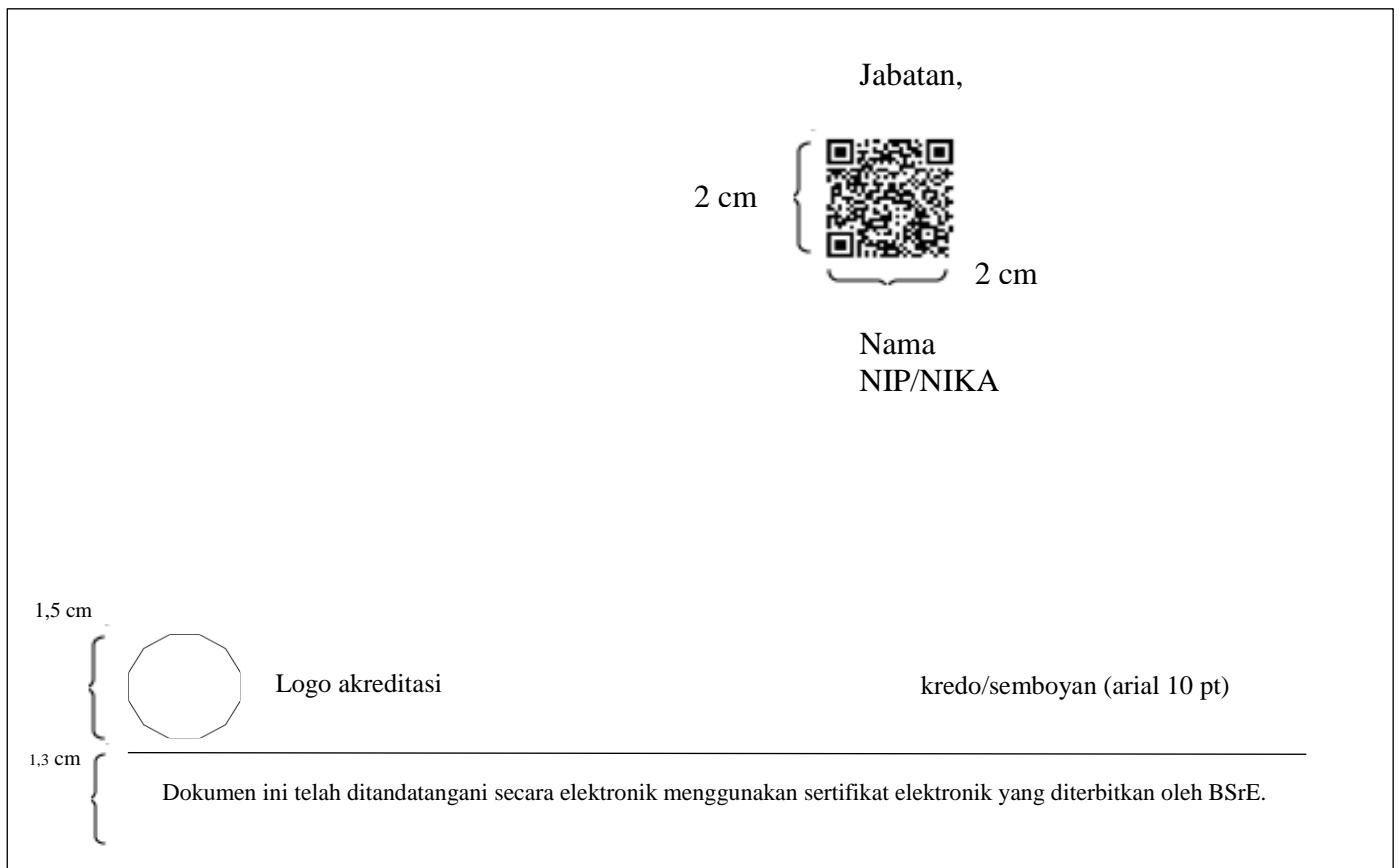 Jabatan,
2 cm
2 cm
Nama
NIP/NIKA
1,5 cm
Logo akreditasi
kredo/semboyan (arial 10 pt)
1,3 cm
Dokumen ini telah ditandatangani secara elektronik menggunakan sertifikat elektronik yang diterbitkan oleh BSrE.